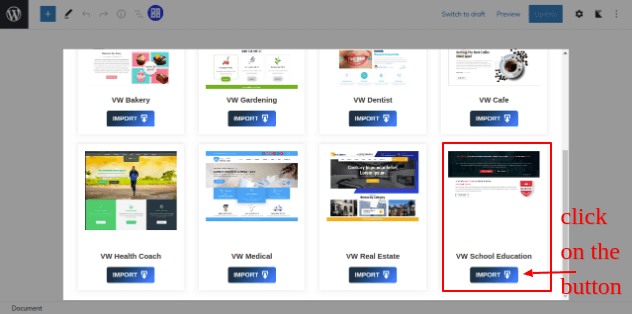 Switch to draft Preview Update
VW Bakery VW Gardening VW Dentist VW Cafe
IMPORT IMPORT IMPORT IMPORT
VW Health Coach VW Medical VW Real Estate VW School Education
IMPORT IMPORT IMPORT IMPORT
click
on the
button
Document